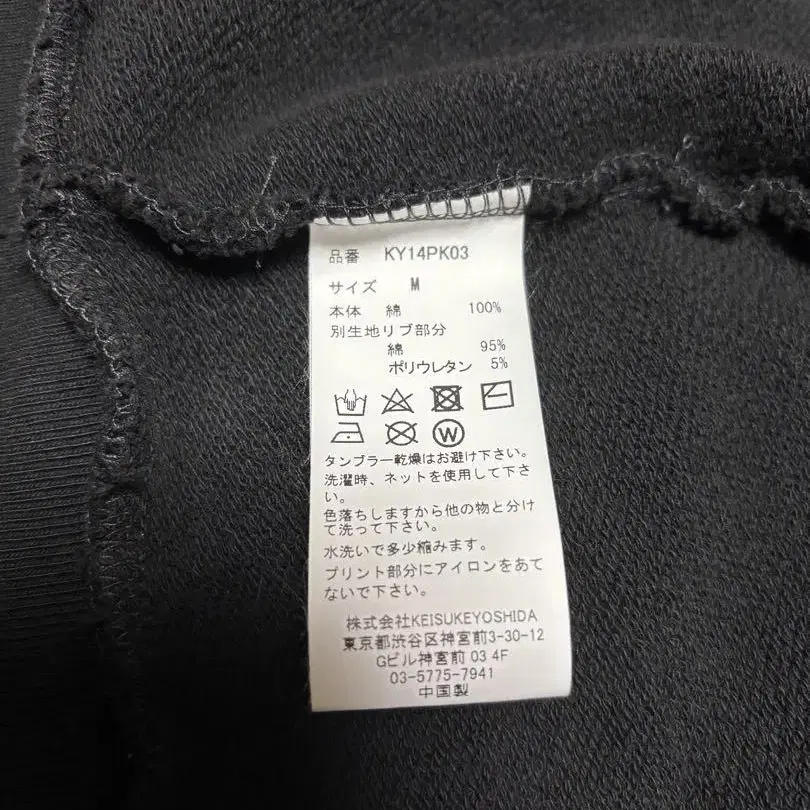 品番 KY14PK03
サイズ M
本体 綿 100%
別生地リブ部分
綿 95%
ポリウレタン 5%
W
タンブラー乾燥はお避け下さい。
洗濯時、ネットを使用して下さ
い。
色落ちしますから他の物と分け
て洗って下さい。
水洗いで多少縮みます。
プリント部分にアイロンをあて
ないで下さい。
株式会社KEISUKEYOSHIDA
東京都渋谷区神宮前3-30-12
Gビル神宮前 03 4F
03-5775-7941
中国製